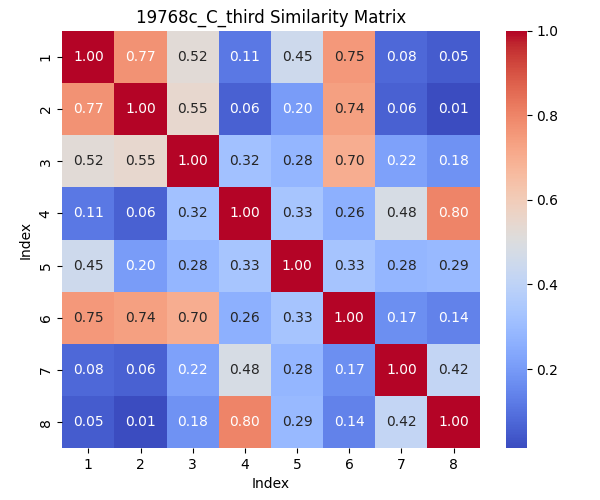 19768c_C_third Similarity Matrix
1 1.00 0.77 0.52 0.11 0.45 0.75 0.08 0.05
2 0.77 1.00 0.55 0.06 0.20 0.74 0.06 0.01
3 0.52 0.55 1.00 0.32 0.28 0.70 0.22 0.18
4 0.11 0.06 0.32 1.00 0.33 0.26 0.48 0.80
5 0.45 0.20 0.28 0.33 1.00 0.33 0.28 0.29
6 0.75 0.74 0.70 0.26 0.33 1.00 0.17 0.14
7 0.08 0.06 0.22 0.48 0.28 0.17 1.00 0.42
8 0.05 0.01 0.18 0.80 0.29 0.14 0.42 1.00
1 2 3 4 5 6 7 8
Index
Index
1.0
0.8
0.6
0.4
0.2